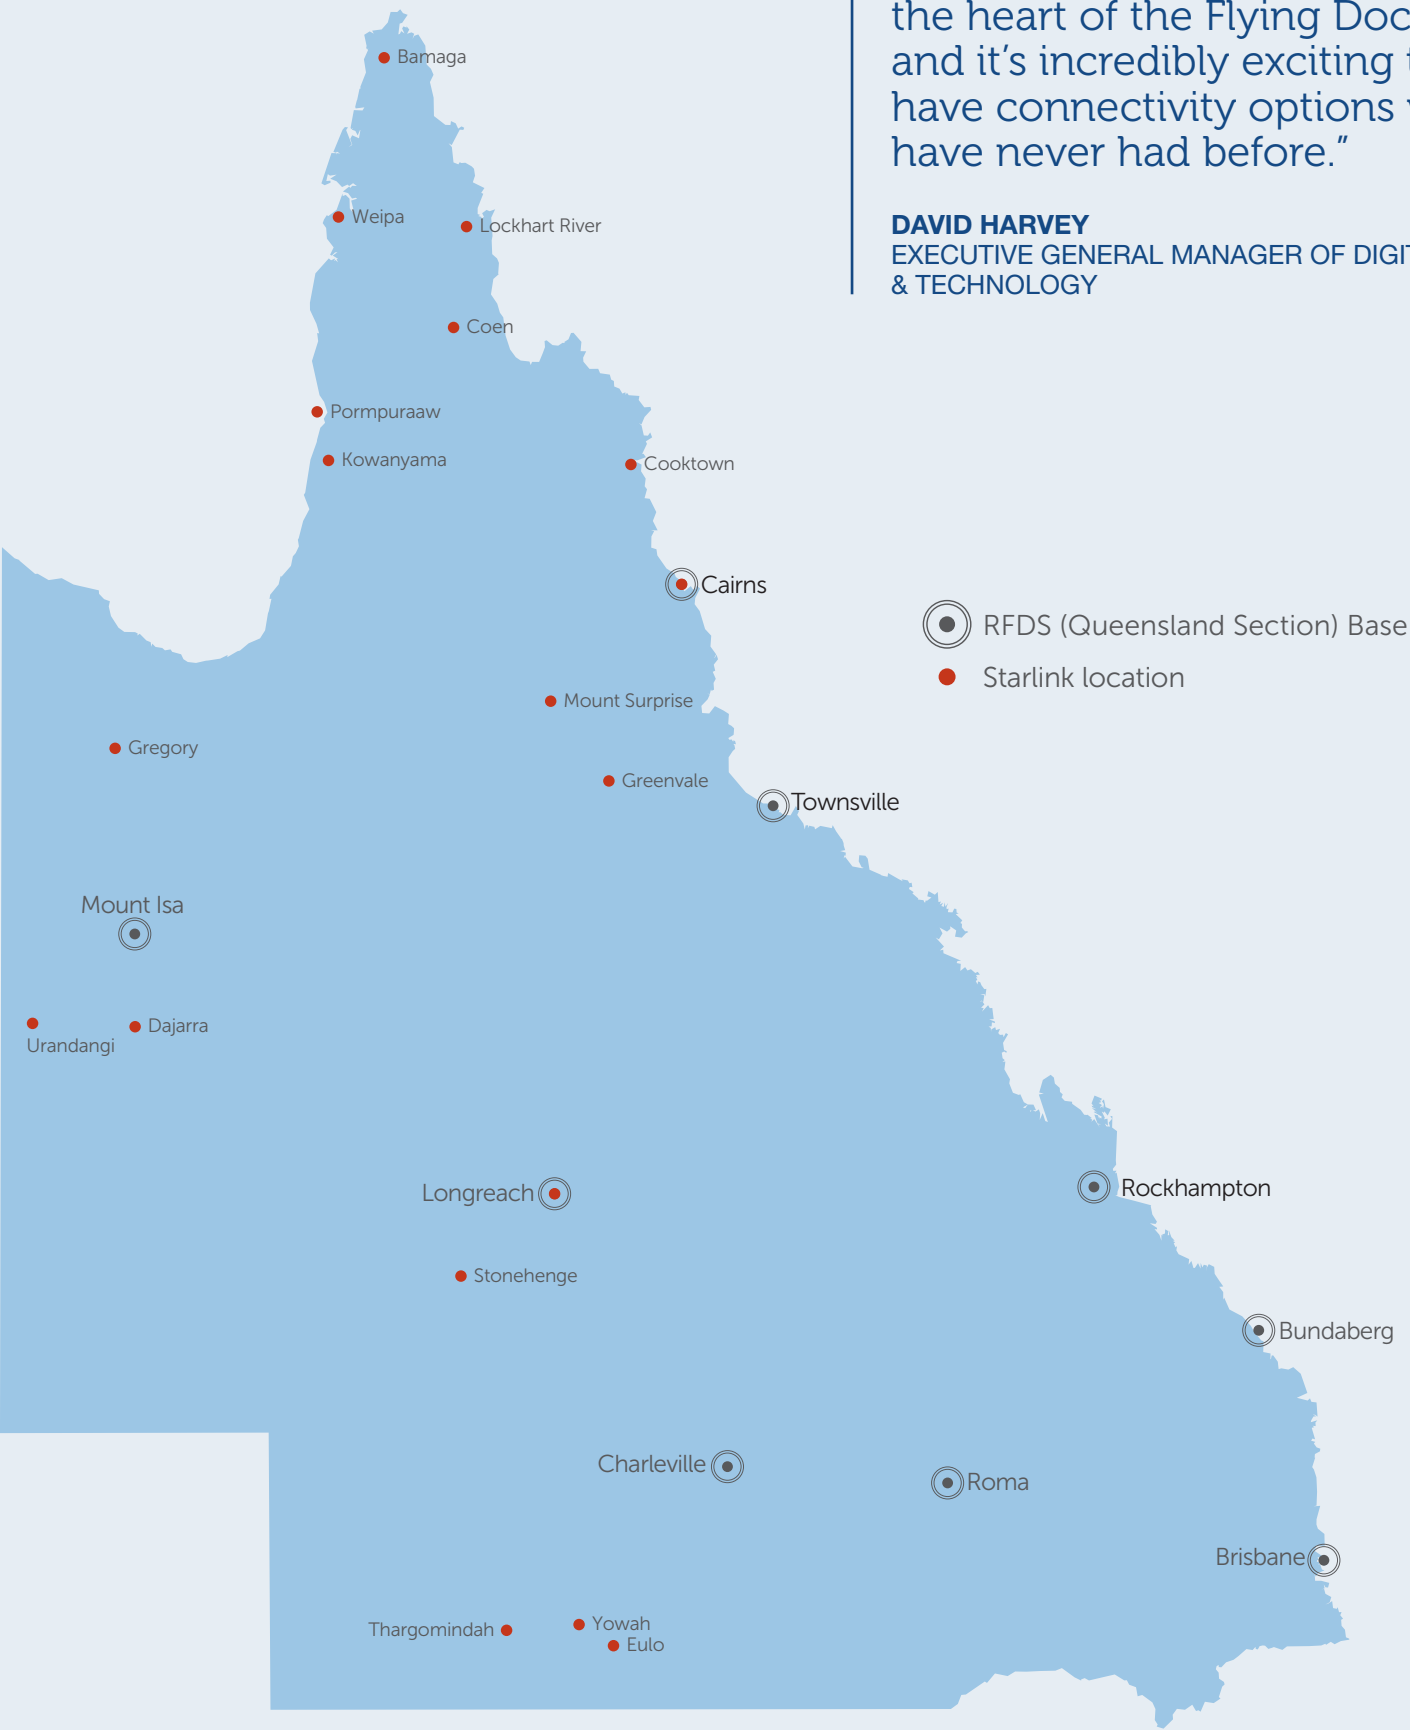 the heart of the Flying Doc
and it's incredibly exciting
have connectivity options
have never had before."
DAVID HARVEY
EXECUTIVE GENERAL MANAGER OF DIGIT
& TECHNOLOGY
Bamaga
Weipa
Lockhart River
Coen
Pormpuraaw
Kowanyama
Cooktown
Cairns
RFDS (Queensland Section) Base
Starlink location
Mount Surprise
Gregory
Greenvale
Townsville
Mount Isa
Dajarra
Urandangi
Longreach
Rockhampton
Stonehenge
Bundaberg
Charleville
Roma
Brisbane
Thargomindah
Yowah
Eulo